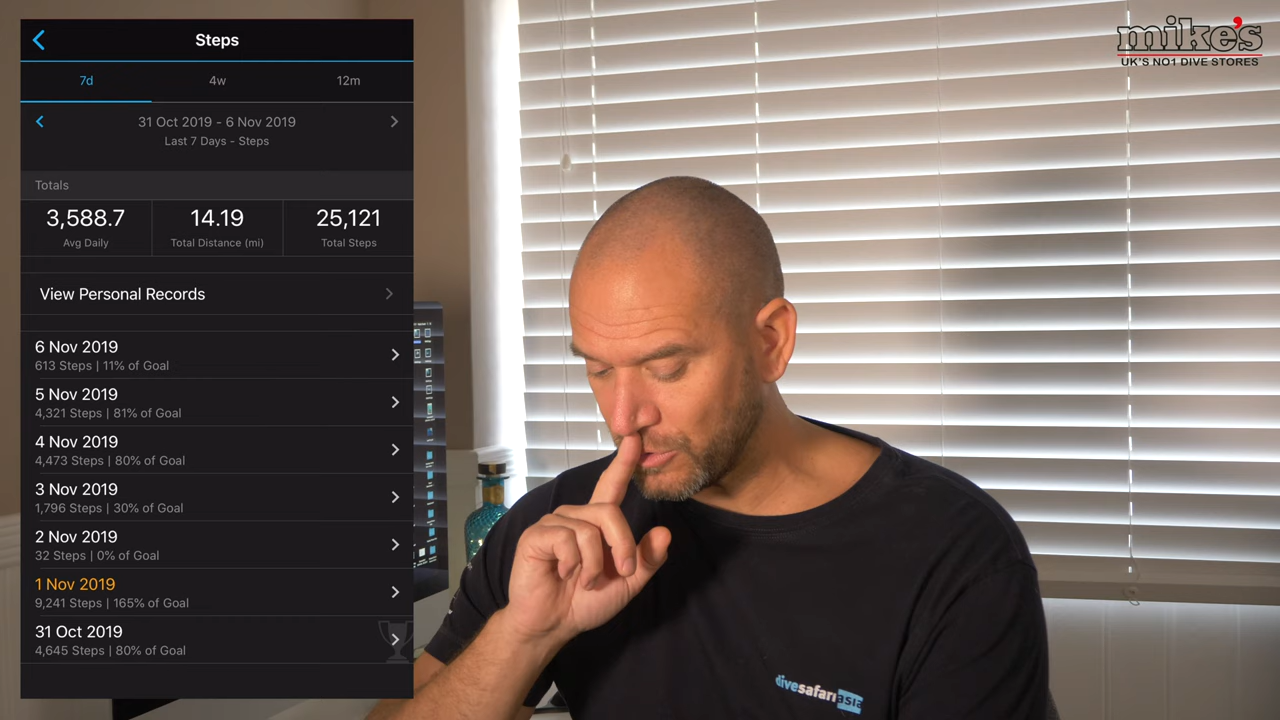 Steps
7d
4w
12m
31 Oct 2019 - 6 Nov 2019
Last 7 Days - Steps
Totals
3,588.7
14.19
25,121
Avg Daily
Total Distance (mi)
Total Steps
View Personal Records
6 Nov 2019
613 Steps | 11% of Goal
5 Nov 2019
4,321 Steps | 81% of Goal
4 Nov 2019
4,473 Steps | 80% of Goal
3 Nov 2019
1,796 Steps | 30% of Goal
2 Nov 2019
32 Steps | 0% of Goal
1 Nov 2019
9,241 Steps | 165% of Goal
31 Oct 2019
4,645 Steps | 80% of Goal
mike's
UK'S NO1 DIVE STORES
divesafariasia